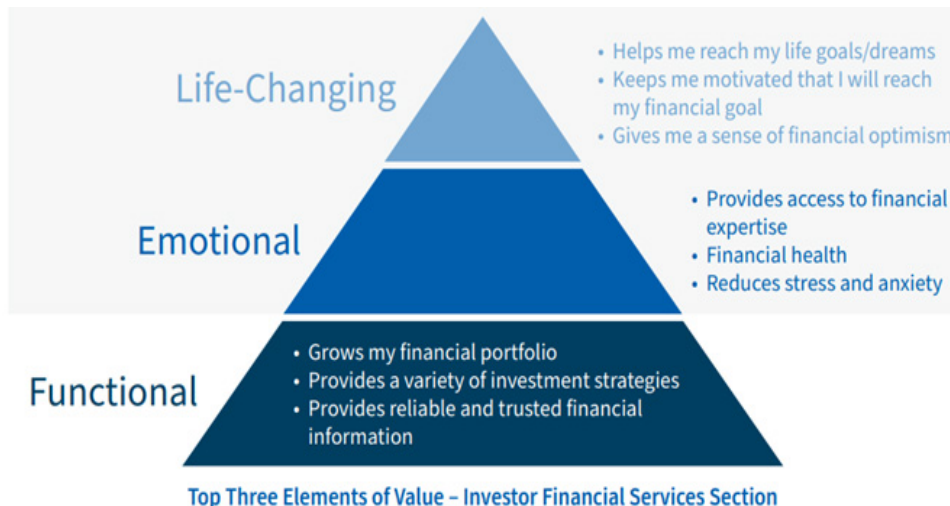 Life-Changing
• Helps me reach my life goals/dreams
• Keeps me motivated that I will reach
my financial goal
• Gives me a sense of financial optimism
Emotional
• Provides access to financial
expertise
• Financial health
• Reduces stress and anxiety
Functional
• Grows my financial portfolio
• Provides a variety of investment strategies
• Provides reliable and trusted financial
information
Top Three Elements of Value – Investor Financial Services Section